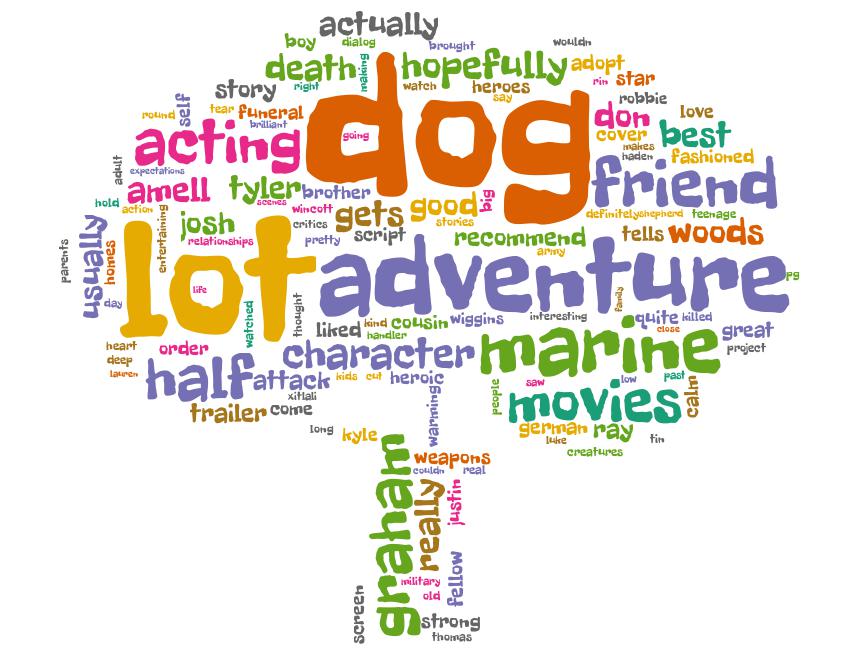 actually
boy
dialog
brought
wouldn
death
making
hopefully
adopt
right
watch
heroes
rin
star
story
say
robbie
self
dog
round
tear
funeral
don
love
brilliant
cover
best
acting
going
makes
haden
fashioned
adult
expectations
friend
amell
tyler
brother
scenes
hold
action
wincott
gets
good
big
definitely
shepherd
teenage
josh
critics
stories
usually
entertaining
relationships
pretty
script
recommend
tells
woods
parents
homes
lot
army
adventure
pg
life
day
family
watched
thought
liked
kind
cousin
wiggins
interesting
quite
killed
handler
close
great
heart
order
deep
character
marine
project
lauren
half
attack
kids
cut
heroic
saw
low
past
xitlali
people
movies
calm
trailer
come
warming
long
kyle
german
ray
luke
tin
creatures
graham
weapons
couldn
real
really
justin
fellow
military
old
screen
strong
thomas